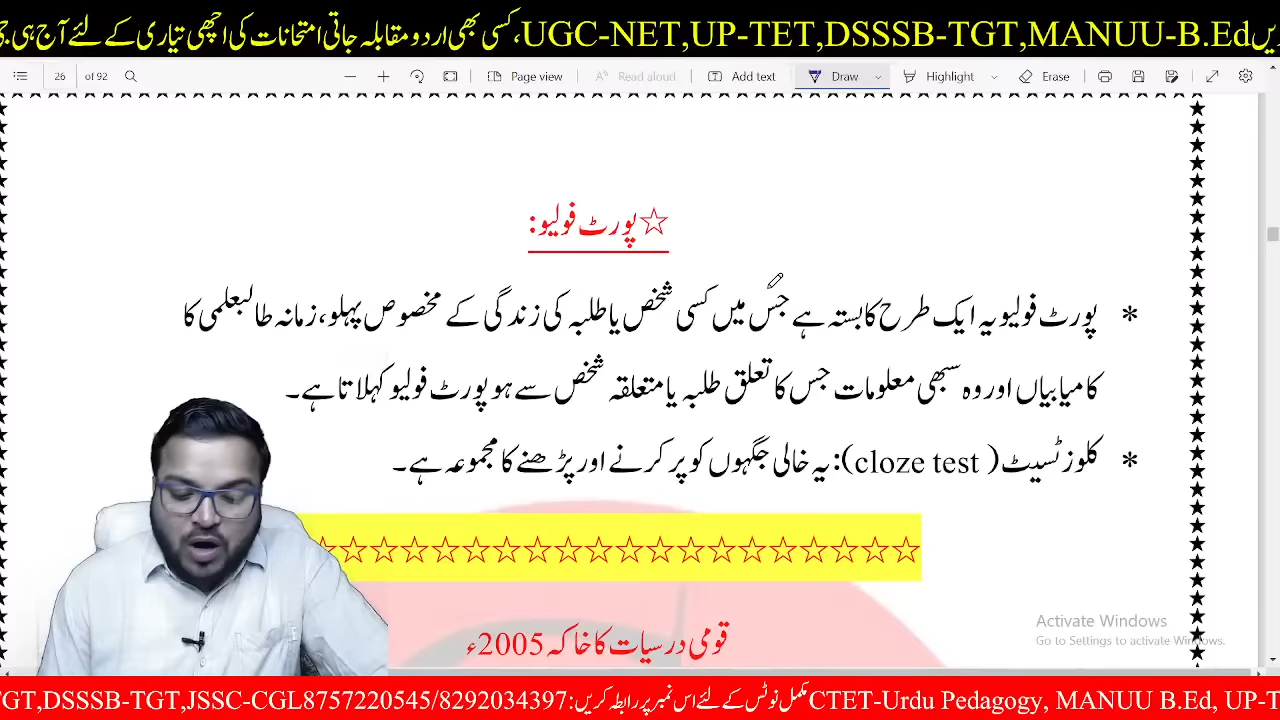 UGC-NET,UP-TET,DSSSB-TGT,MANUU-B.Ed، کسی بھی اردو مقابلہ جاتی امتحانات کی اچھی تیاری کے لئے آج ہی
26 of 92 Page view Read aloud Add text Draw Highlight Erase
☆پورٹ فولیو:
* پورٹ فولیو یہ ایک طرح کا بستہ ہے جس میں کسی شخص یا طلبہ کی زندگی کے مخصوص پہلو، زمانہ طالبعلمی کا
کامیابیاں اور وہ سبھی معلومات جس کا تعلق طلبہ یا متعلقہ شخص سے ہو پورٹ فولیو کہلاتا ہے۔
* کلوز ٹسیٹ (cloze test): یہ خالی جگہوں کو پر کرنے اور پڑھنے کا مجموعہ ہے۔
☆☆☆☆☆☆☆☆☆☆☆☆☆☆☆☆☆☆☆☆
قومی درسیات کا خاکہ 2005ء
Activate Windows
Go to Settings to activate Windows.
CTET-Urdu Pedagogy, MANUU B.Ed, UP-T مکمل نوٹس کے لئے اس نمبر پر رابطہ کریں: GT,DSSSB-TGT,JSSC-CGL8757220545/8292034397